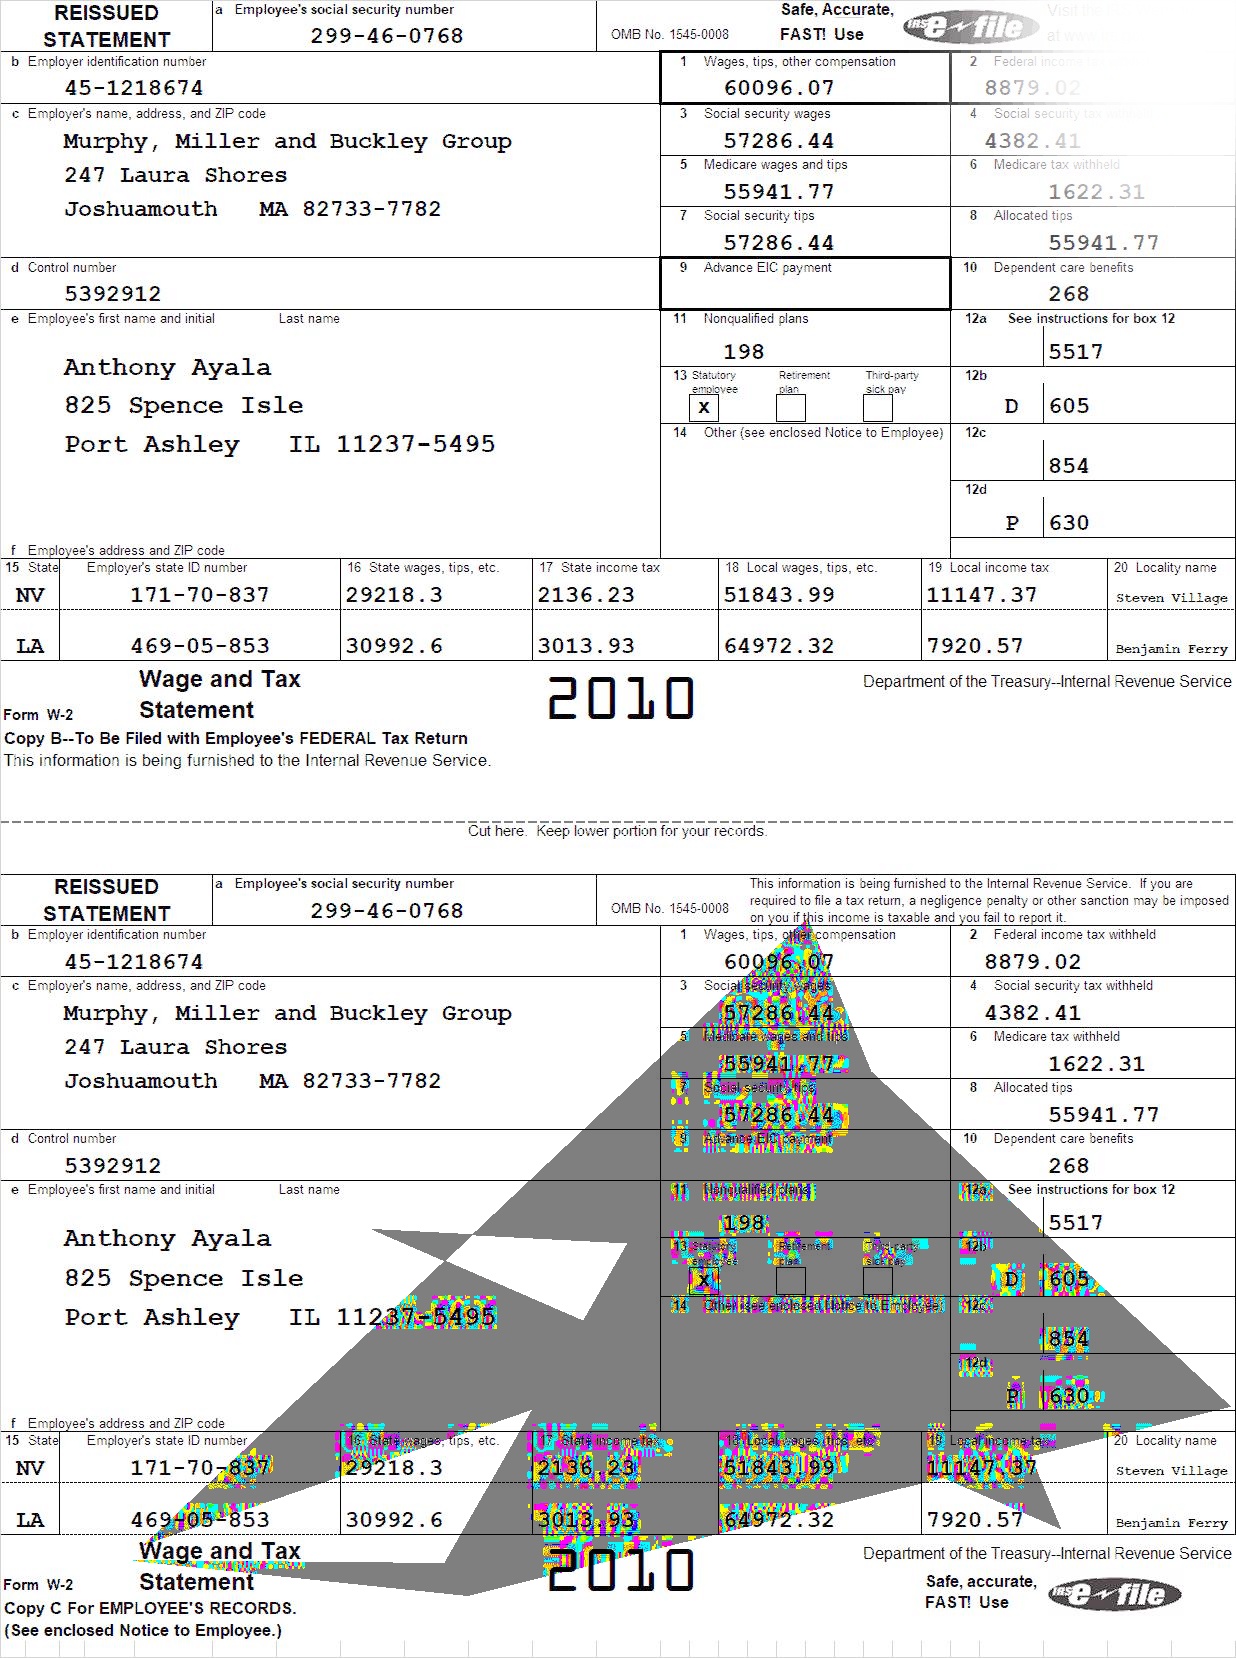 REISSUED STATEMENT
a Employee's social security number
299-46-0768
OMB No. 1545-0008
Safe, Accurate,
FAST! Use
IRS e-file
b Employer identification number
45-1218674
1 Wages, tips, other compensation
60096.07
2 Federal income
8879.02
c Employer's name, address, and ZIP code
Murphy, Miller and Buckley Group
247 Laura Shores
Joshuamouth MA 82733-7782
3 Social security wages
57286.44
4 Social security tax
4382.41
5 Medicare wages and tips
55941.77
6 Medicare tax withheld
1622.31
7 Social security tips
57286.44
8 Allocated tips
55941.77
d Control number
5392912
9 Advance EIC payment
10 Dependent care benefits
268
e Employee's first name and initial Last name
Anthony Ayala
825 Spence Isle
Port Ashley IL 11237-5495
11 Nonqualified plans
198
12a See instructions for box 12
5517
13 Statutory employee
Retirement plan
Third-party sick pay
X
12b
D 605
14 Other (see enclosed Notice to Employee)
12c
854
12d
P 630
f Employee's address and ZIP code
15 State Employer's state ID number 16 State wages, tips, etc. 17 State income tax 18 Local wages, tips, etc. 19 Local income tax 20 Locality name
NV 171-70-837 29218.3 2136.23 51843.99 11147.37 Steven Village
LA 469-05-853 30992.6 3013.93 64972.32 7920.57 Benjamin Ferry
Form W-2
Wage and Tax
Statement
2010
Department of the Treasury--Internal Revenue Service
Copy B--To Be Filed with Employee's FEDERAL Tax Return
This information is being furnished to the Internal Revenue Service.
Cut here. Keep lower portion for your records.
REISSUED STATEMENT
a Employee's social security number
299-46-0768
OMB No. 1545-0008
This information is being furnished to the Internal Revenue Service. If you are
required to file a tax return, a negligence penalty or other sanction may be imposed
on you if this income is taxable and you fail to report it.
b Employer identification number
45-1218674
1 Wages, tips, other compensation
60096.07
2 Federal income tax withheld
8879.02
c Employer's name, address, and ZIP code
Murphy, Miller and Buckley Group
247 Laura Shores
Joshuamouth MA 82733-7782
3 Social security wages
57286.44
4 Social security tax withheld
4382.41
5 Medicare wages and tips
55941.77
6 Medicare tax withheld
1622.31
7 Social security tips
57286.44
8 Allocated tips
55941.77
d Control number
5392912
9 Advance EIC payment
10 Dependent care benefits
268
e Employee's first name and initial Last name
Anthony Ayala
825 Spence Isle
Port Ashley IL 11237-5495
11 Nonqualified plans
198
12a See instructions for box 12
5517
13 Statutory employee
Retirement plan
Third-party sick pay
X
12b
D 605
14 Other (see enclosed Notice to Employee)
12c
854
12d
P 630
f Employee's address and ZIP code
15 State Employer's state ID number 16 State wages, tips, etc. 17 State income tax 18 Local wages, tips, etc. 19 Local income tax 20 Locality name
NV 171-70-837 29218.3 2136.23 51843.99 11147.37 Steven Village
LA 469-05-853 30992.6 3013.93 64972.32 7920.57 Benjamin Ferry
Form W-2
Wage and Tax
Statement
2010
Department of the Treasury--Internal Revenue Service
Safe, accurate,
FAST! Use
IRS e-file
Copy C For EMPLOYEE'S RECORDS.
(See enclosed Notice to Employee.)